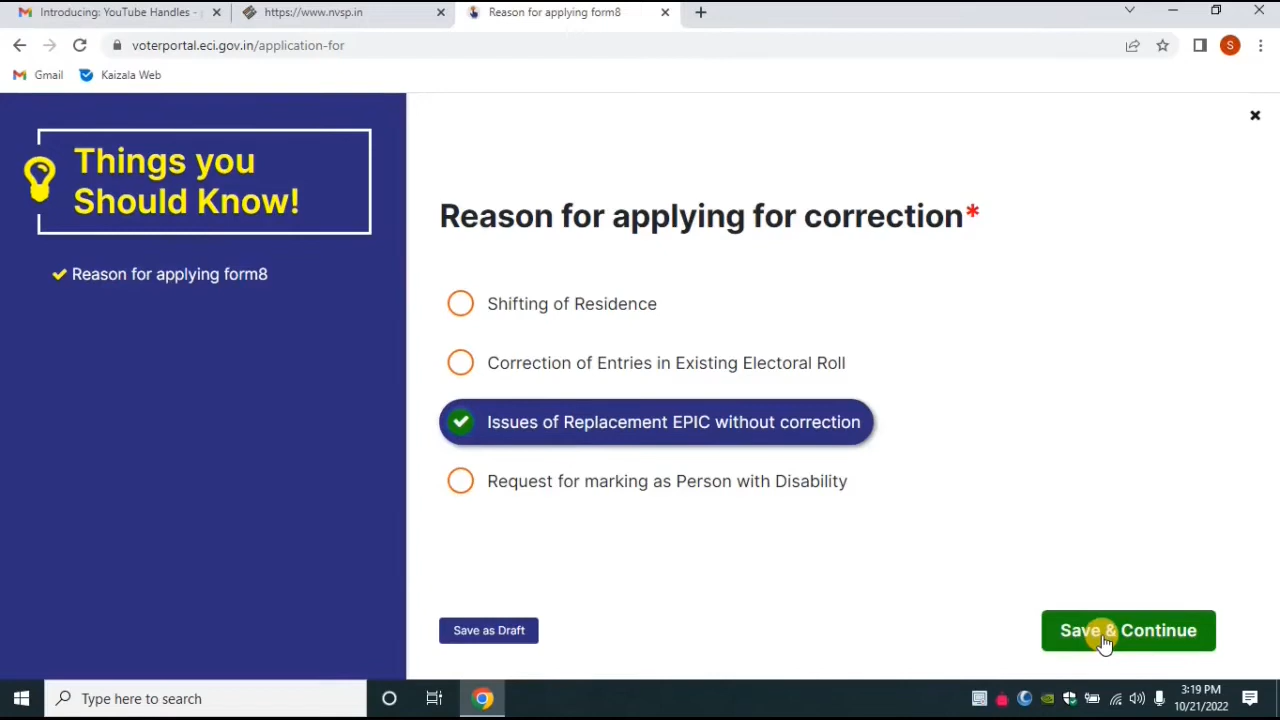 Introducing: YouTube Handles -
https://www.nvsp.in
Reason for applying form8
voterportal.eci.gov.in/application-for
S
Gmail
Kaizala Web
Things you
Should Know!
Reason for applying form8
Reason for applying for correction*
Shifting of Residence
Correction of Entries in Existing Electoral Roll
Issues of Replacement EPIC without correction
Request for marking as Person with Disability
Save as Draft
Save & Continue
Type here to search
3:19 PM
10/21/2022